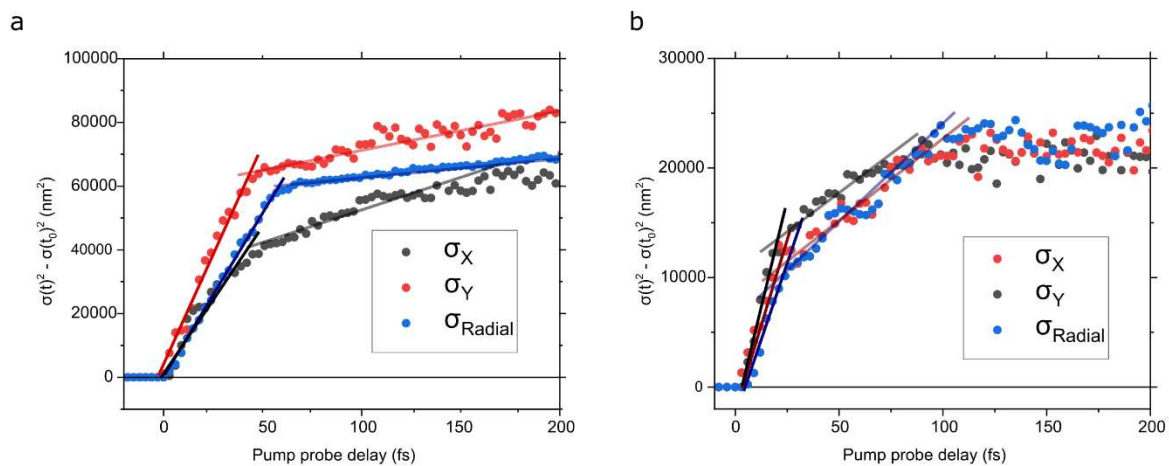 a
100000
80000
60000
40000
20000
0
σ(t)² - σ(t₀)² (nm²)
0
50
100
150
200
Pump probe delay (fs)
σX
σY
σRadial
b
30000
20000
10000
0
σ(t)² - σ(t₀)² (nm²)
0
50
100
150
200
Pump probe delay (fs)
σX
σY
σRadial